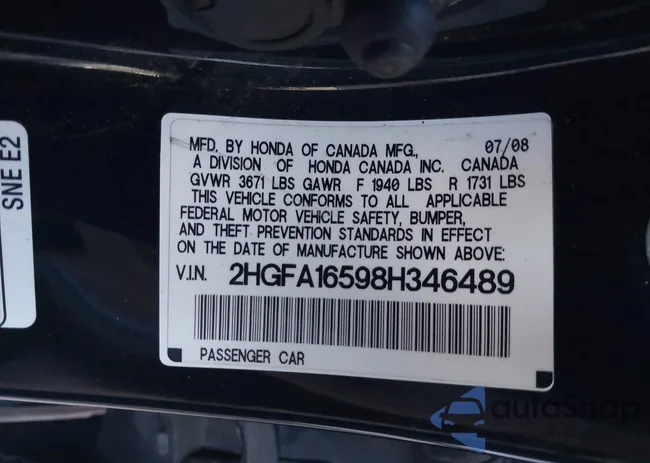 MFD. BY HONDA OF CANADA MFG., 07/08
A DIVISION OF HONDA CANADA INC. CANADA
GVWR 3671 LBS GAWR F 1940 LBS R 1731 LBS
THIS VEHICLE CONFORMS TO ALL APPLICABLE
FEDERAL MOTOR VEHICLE SAFETY, BUMPER,
AND THEFT PREVENTION STANDARDS IN EFFECT
ON THE DATE OF MANUFACTURE SHOWN ABOVE:
V.I.N. 2HGFA16598H346489
PASSENGER CAR
SNE E2
autoSnap